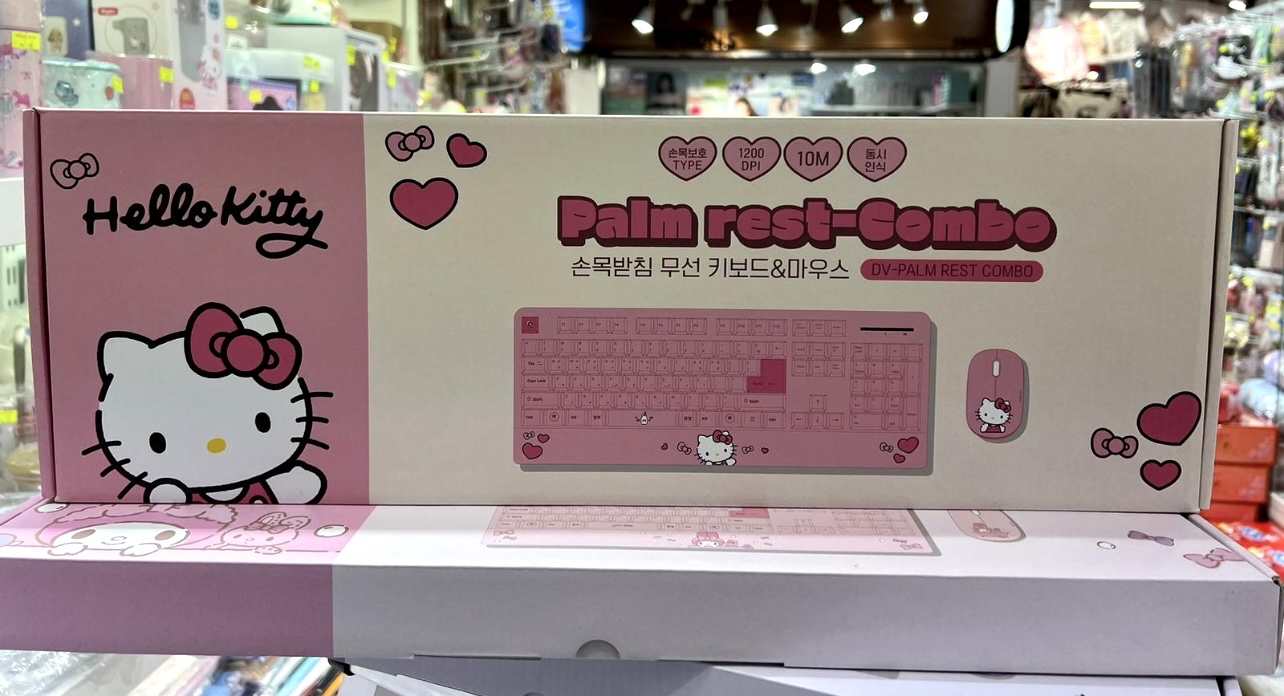 Hello Kitty
손목보호 TYPE
1200 DPI
10M
동시 인식
Palm rest-Combo
손목받침 무선 키보드&마우스 DV-PALM REST COMBO